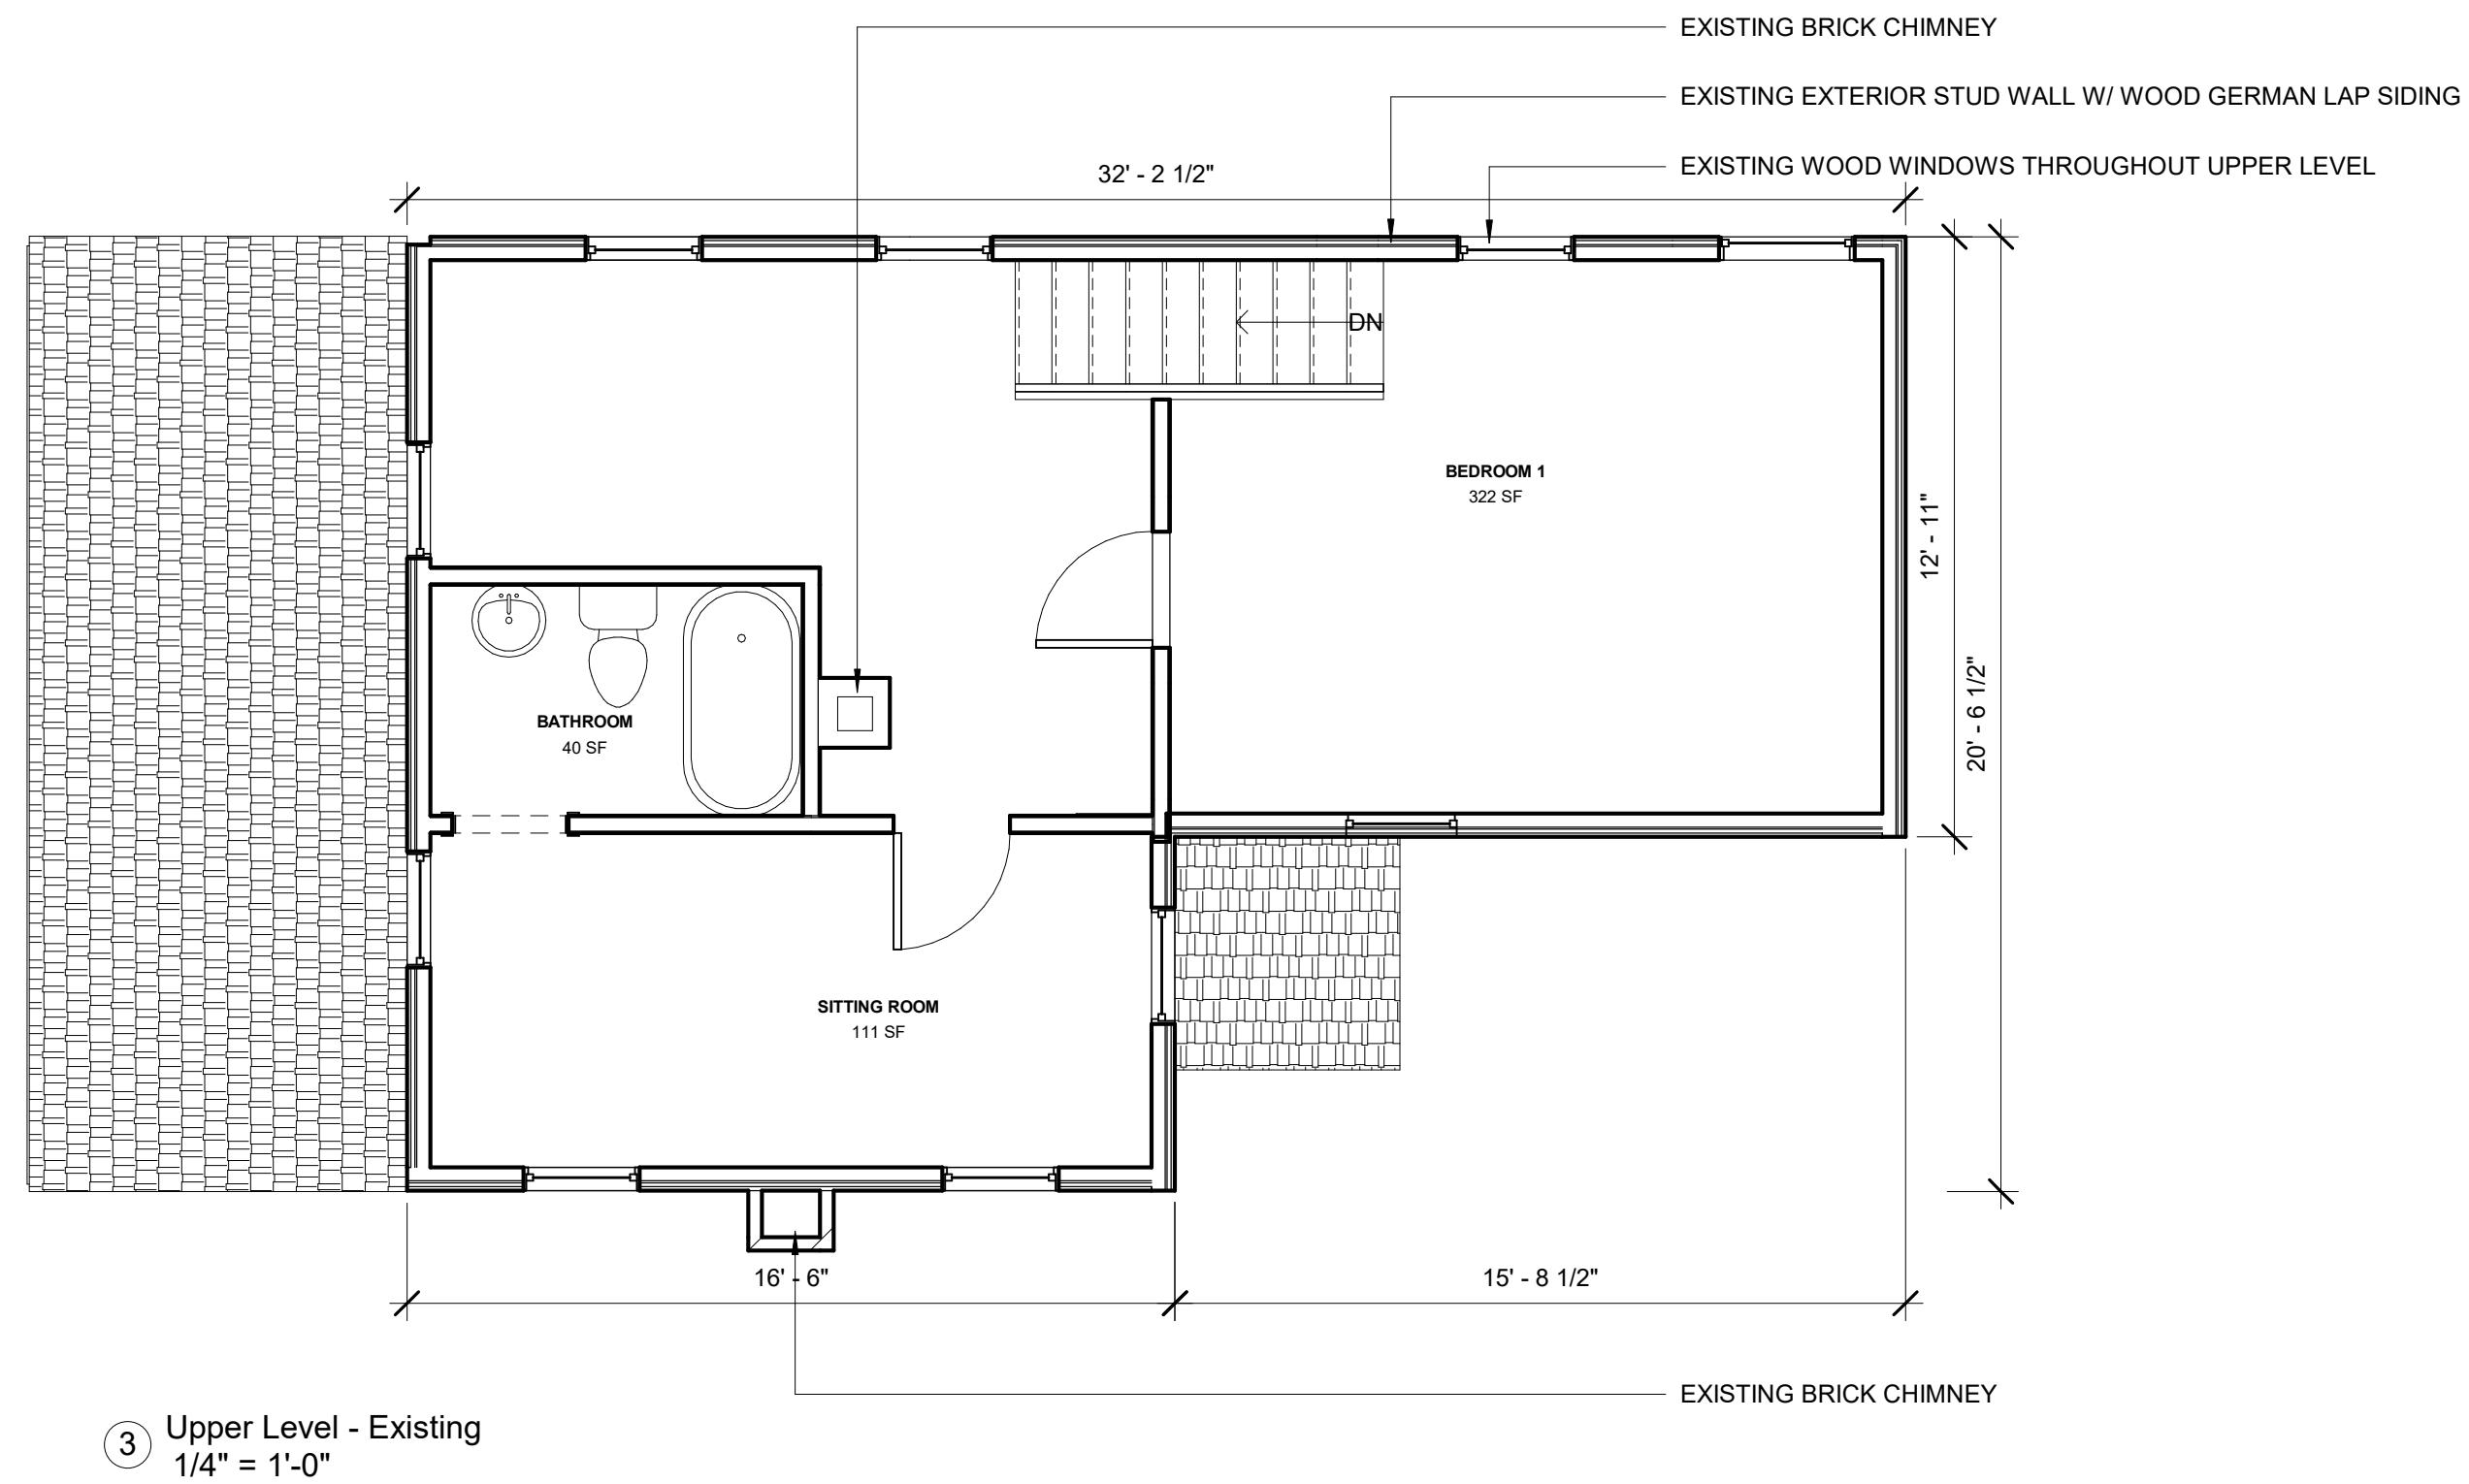 EXISTING BRICK CHIMNEY
EXISTING EXTERIOR STUD WALL W/ WOOD GERMAN LAP SIDING
EXISTING WOOD WINDOWS THROUGHOUT UPPER LEVEL
32' - 2 1/2"
DN
BEDROOM 1
322 SF
12' - 11"
20' - 6 1/2"
BATHROOM
40 SF
SITTING ROOM
111 SF
16' - 6"
15' - 8 1/2"
EXISTING BRICK CHIMNEY
3
Upper Level - Existing
1/4" = 1'-0"